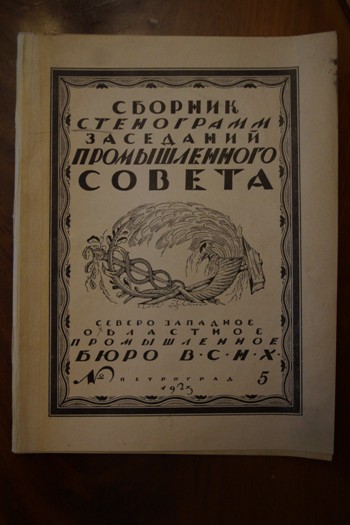 СБОРНИК
СТЕНОГРАММ
ЗАСЕДАНИЙ
ПРОМЫШЛЕННОГО
СОВЕТА
СЕВЕРО ЗАПАДНОЕ
ОБЛАСТНОЕ
ПРОМЫШЛЕННОЕ
БЮРО В·С·Н·Х·
№ ПЕТРОГРАД 5
1923